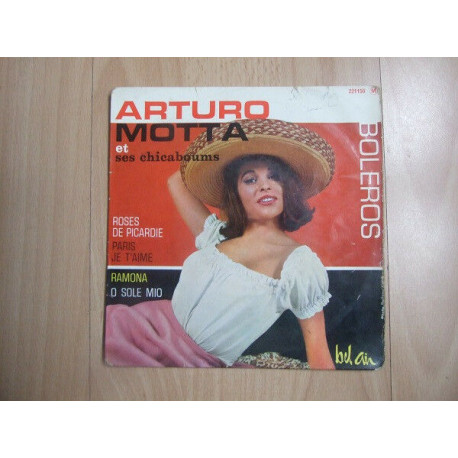 ARTURO
MOTTA
et
ses chicaboums
BOLEROS
ROSES
DE PICARDIE
PARIS
JE T'AIME
RAMONA
O SOLE MIO
bel air